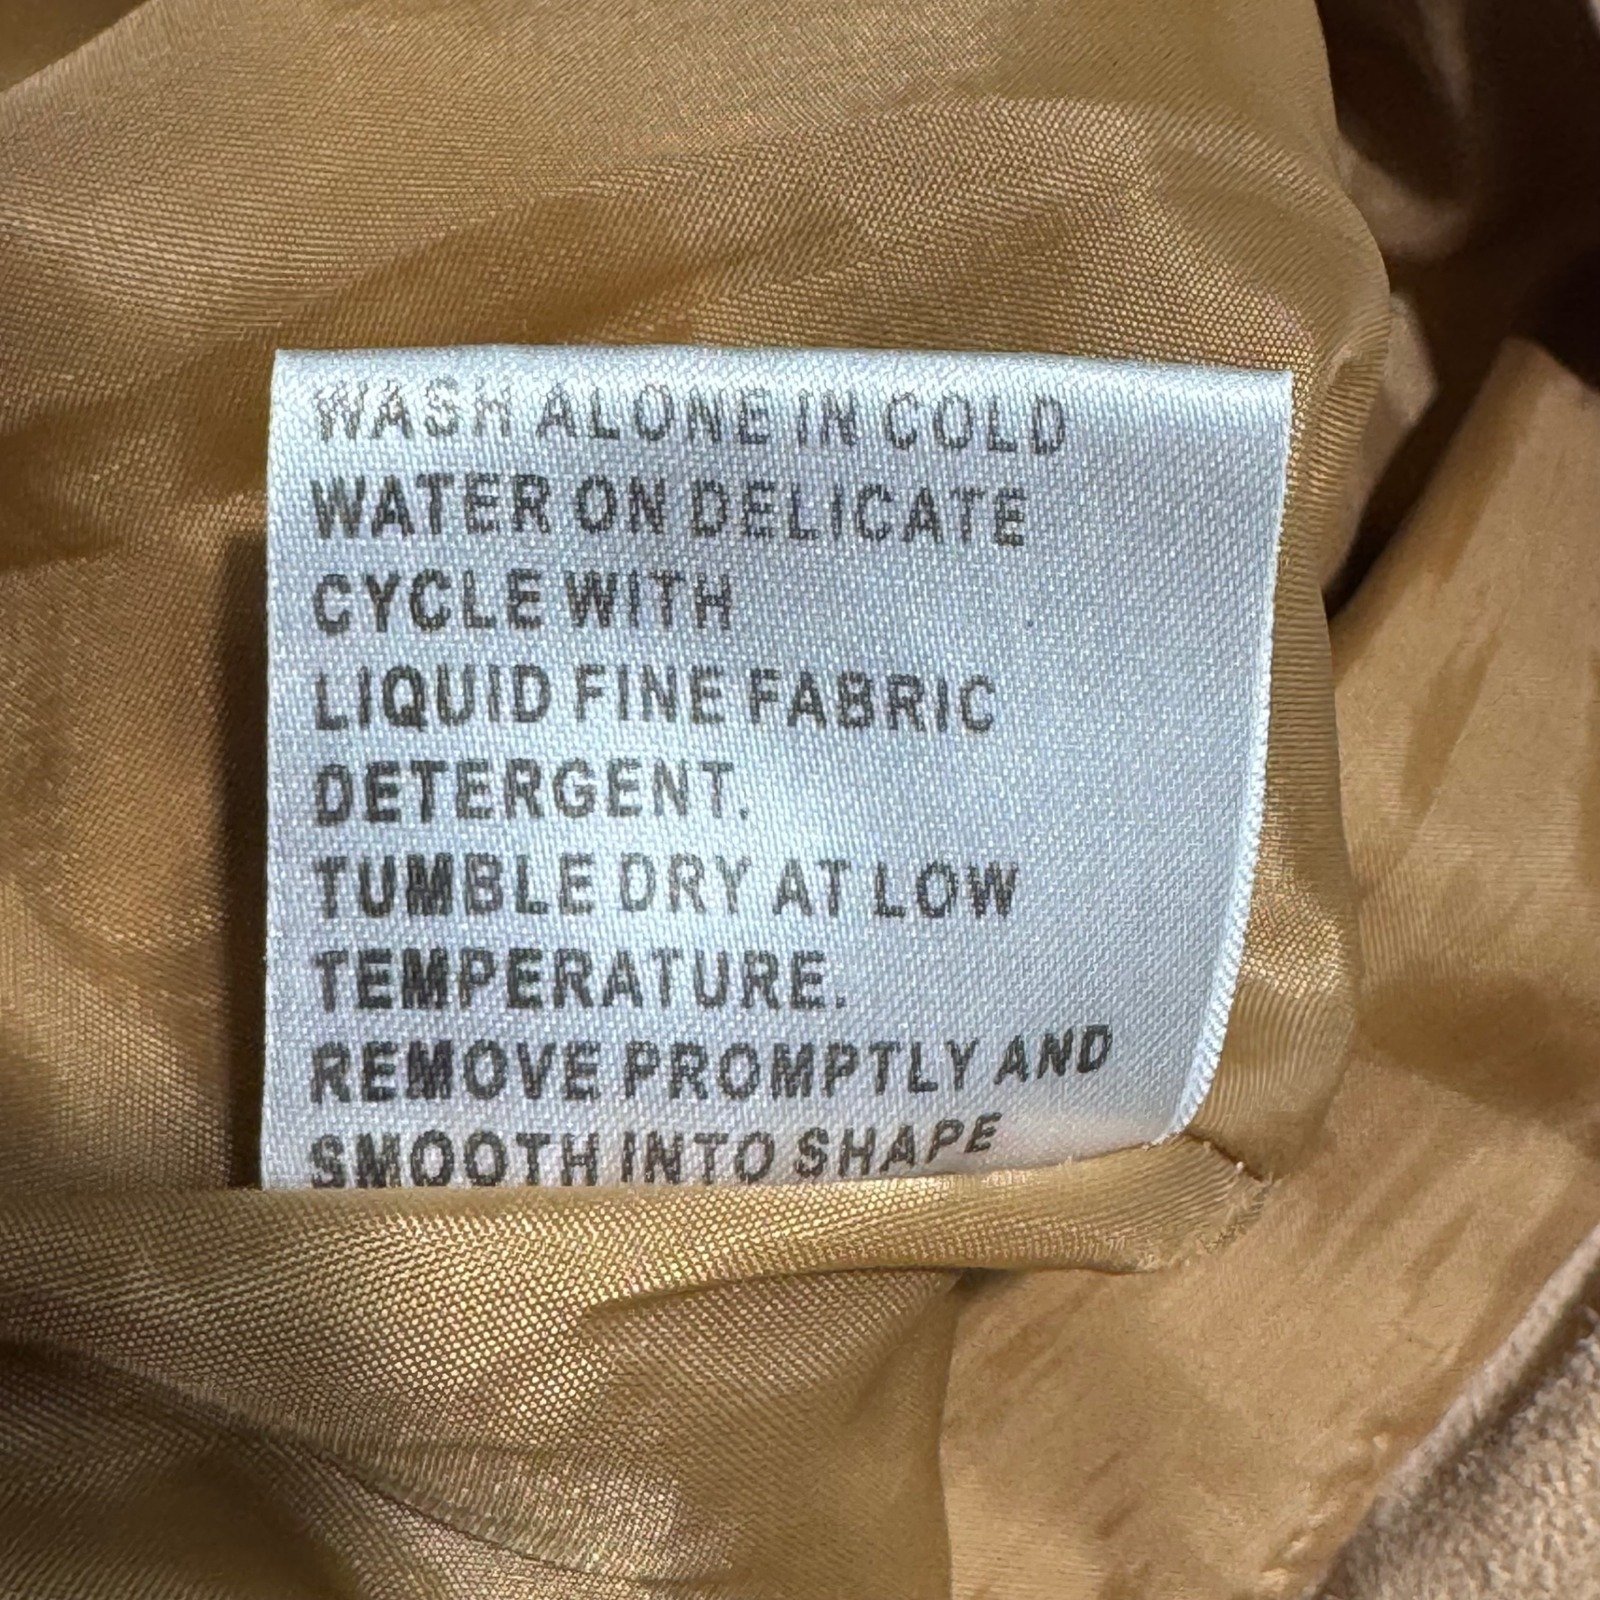 WASH ALONE IN COLD
WATER ON DELICATE
CYCLE WITH
LIQUID FINE FABRIC
DETERGENT.
TUMBLE DRY AT LOW
TEMPERATURE.
REMOVE PROMPTLY AND
SMOOTH INTO SHAPE